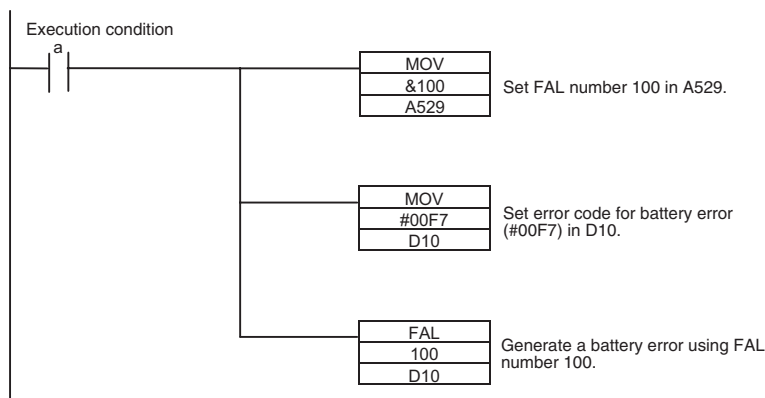 Execution condition
a
MOV
&100
A529
Set FAL number 100 in A529.
MOV
#00F7
D10
Set error code for battery error
(#00F7) in D10.
FAL
100
D10
Generate a battery error using FAL
number 100.